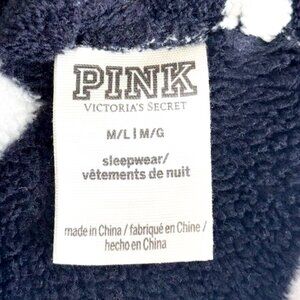 PINK
VICTORIA'S SECRET
M/L | M/G
sleepwear/
vêtements de nuit
made in China / fabriqué en Chine /
hecho en China